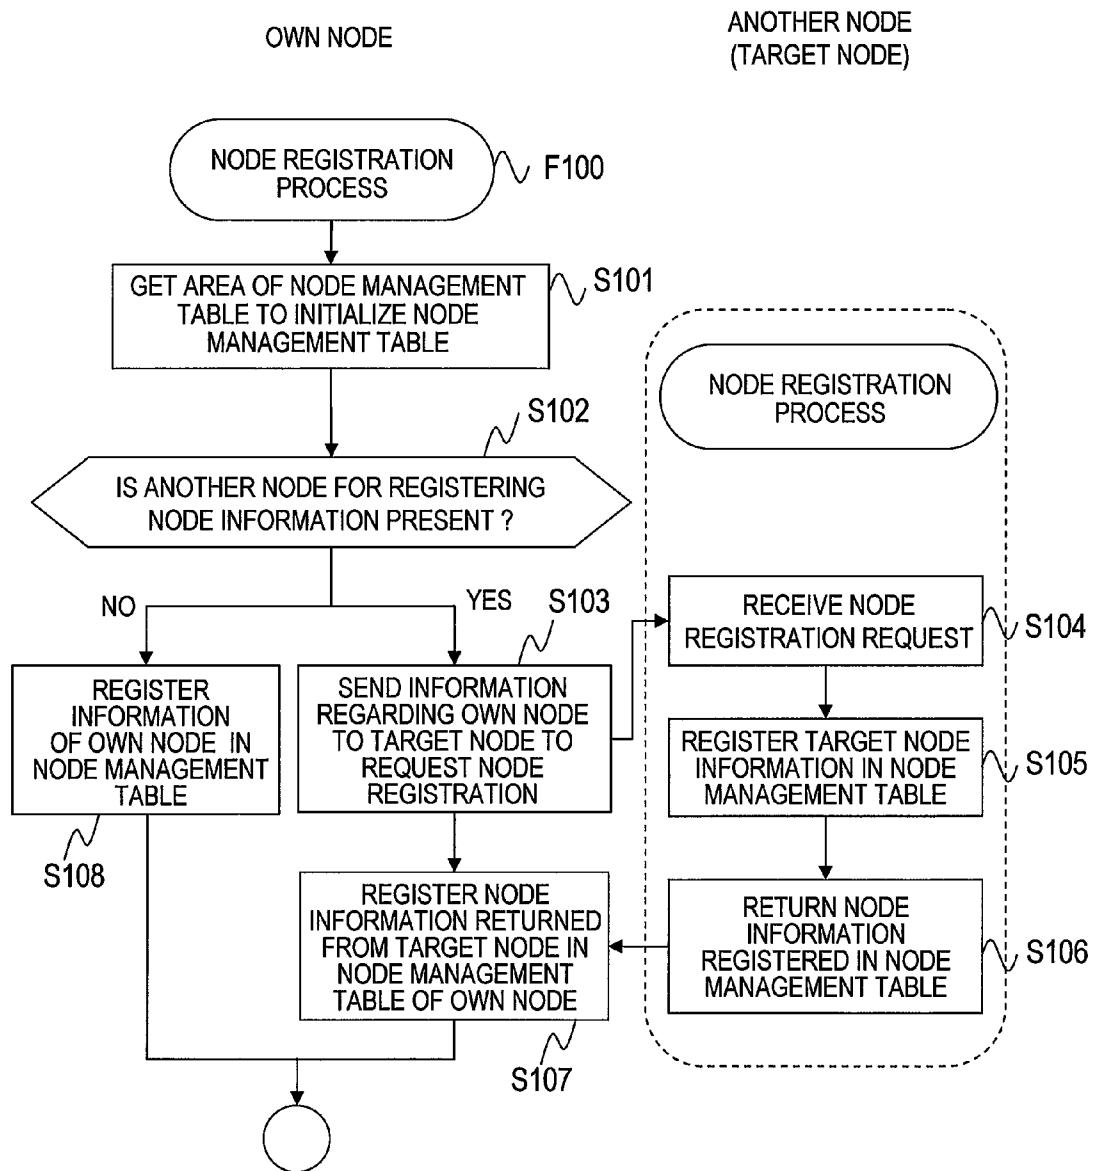 OWN NODE
ANOTHER NODE
(TARGET NODE)
NODE REGISTRATION
PROCESS
F100
GET AREA OF NODE MANAGEMENT
TABLE TO INITIALIZE NODE
MANAGEMENT TABLE
S101
NODE REGISTRATION
PROCESS
S102
IS ANOTHER NODE FOR REGISTERING
NODE INFORMATION PRESENT ?
NO
YES
S103
RECEIVE NODE
REGISTRATION REQUEST
S104
REGISTER
INFORMATION
OF OWN NODE IN
NODE MANAGEMENT
TABLE
S108
SEND INFORMATION
REGARDING OWN NODE
TO TARGET NODE TO
REQUEST NODE
REGISTRATION
REGISTER TARGET NODE
INFORMATION IN NODE
MANAGEMENT TABLE
S105
REGISTER NODE
INFORMATION RETURNED
FROM TARGET NODE IN
NODE MANAGEMENT
TABLE OF OWN NODE
S107
RETURN NODE
INFORMATION
REGISTERED IN NODE
MANAGEMENT TABLE
S106